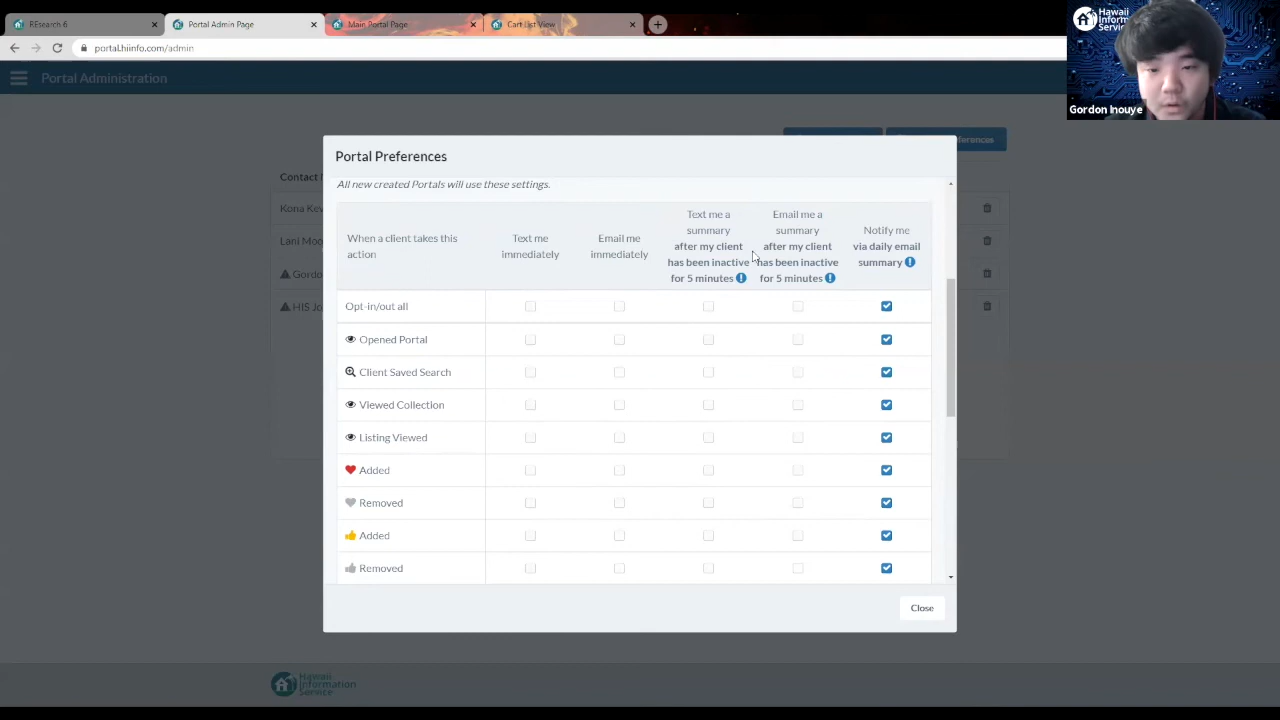 REsearch 6
Portal Admin Page
Main Portal Page
Cart List View
portal.hiinfo.com/admin
Hawaii
Information
Service
Gordon Inouye
Portal Administration
Portal Preferences
All new created Portals will use these settings.
When a client takes this
action
Text me
immediately
Email me
immediately
Text me a
summary
after my client
has been inactive
for 5 minutes
Email me a
summary
after my client
has been inactive
for 5 minutes
Notify me
via daily email
summary
Opt-in/out all
Opened Portal
Client Saved Search
Viewed Collection
Listing Viewed
Added
Removed
Added
Removed
Close
Contact
Kona
Lani
Gordo
HIS
Hawaii
Information
Service